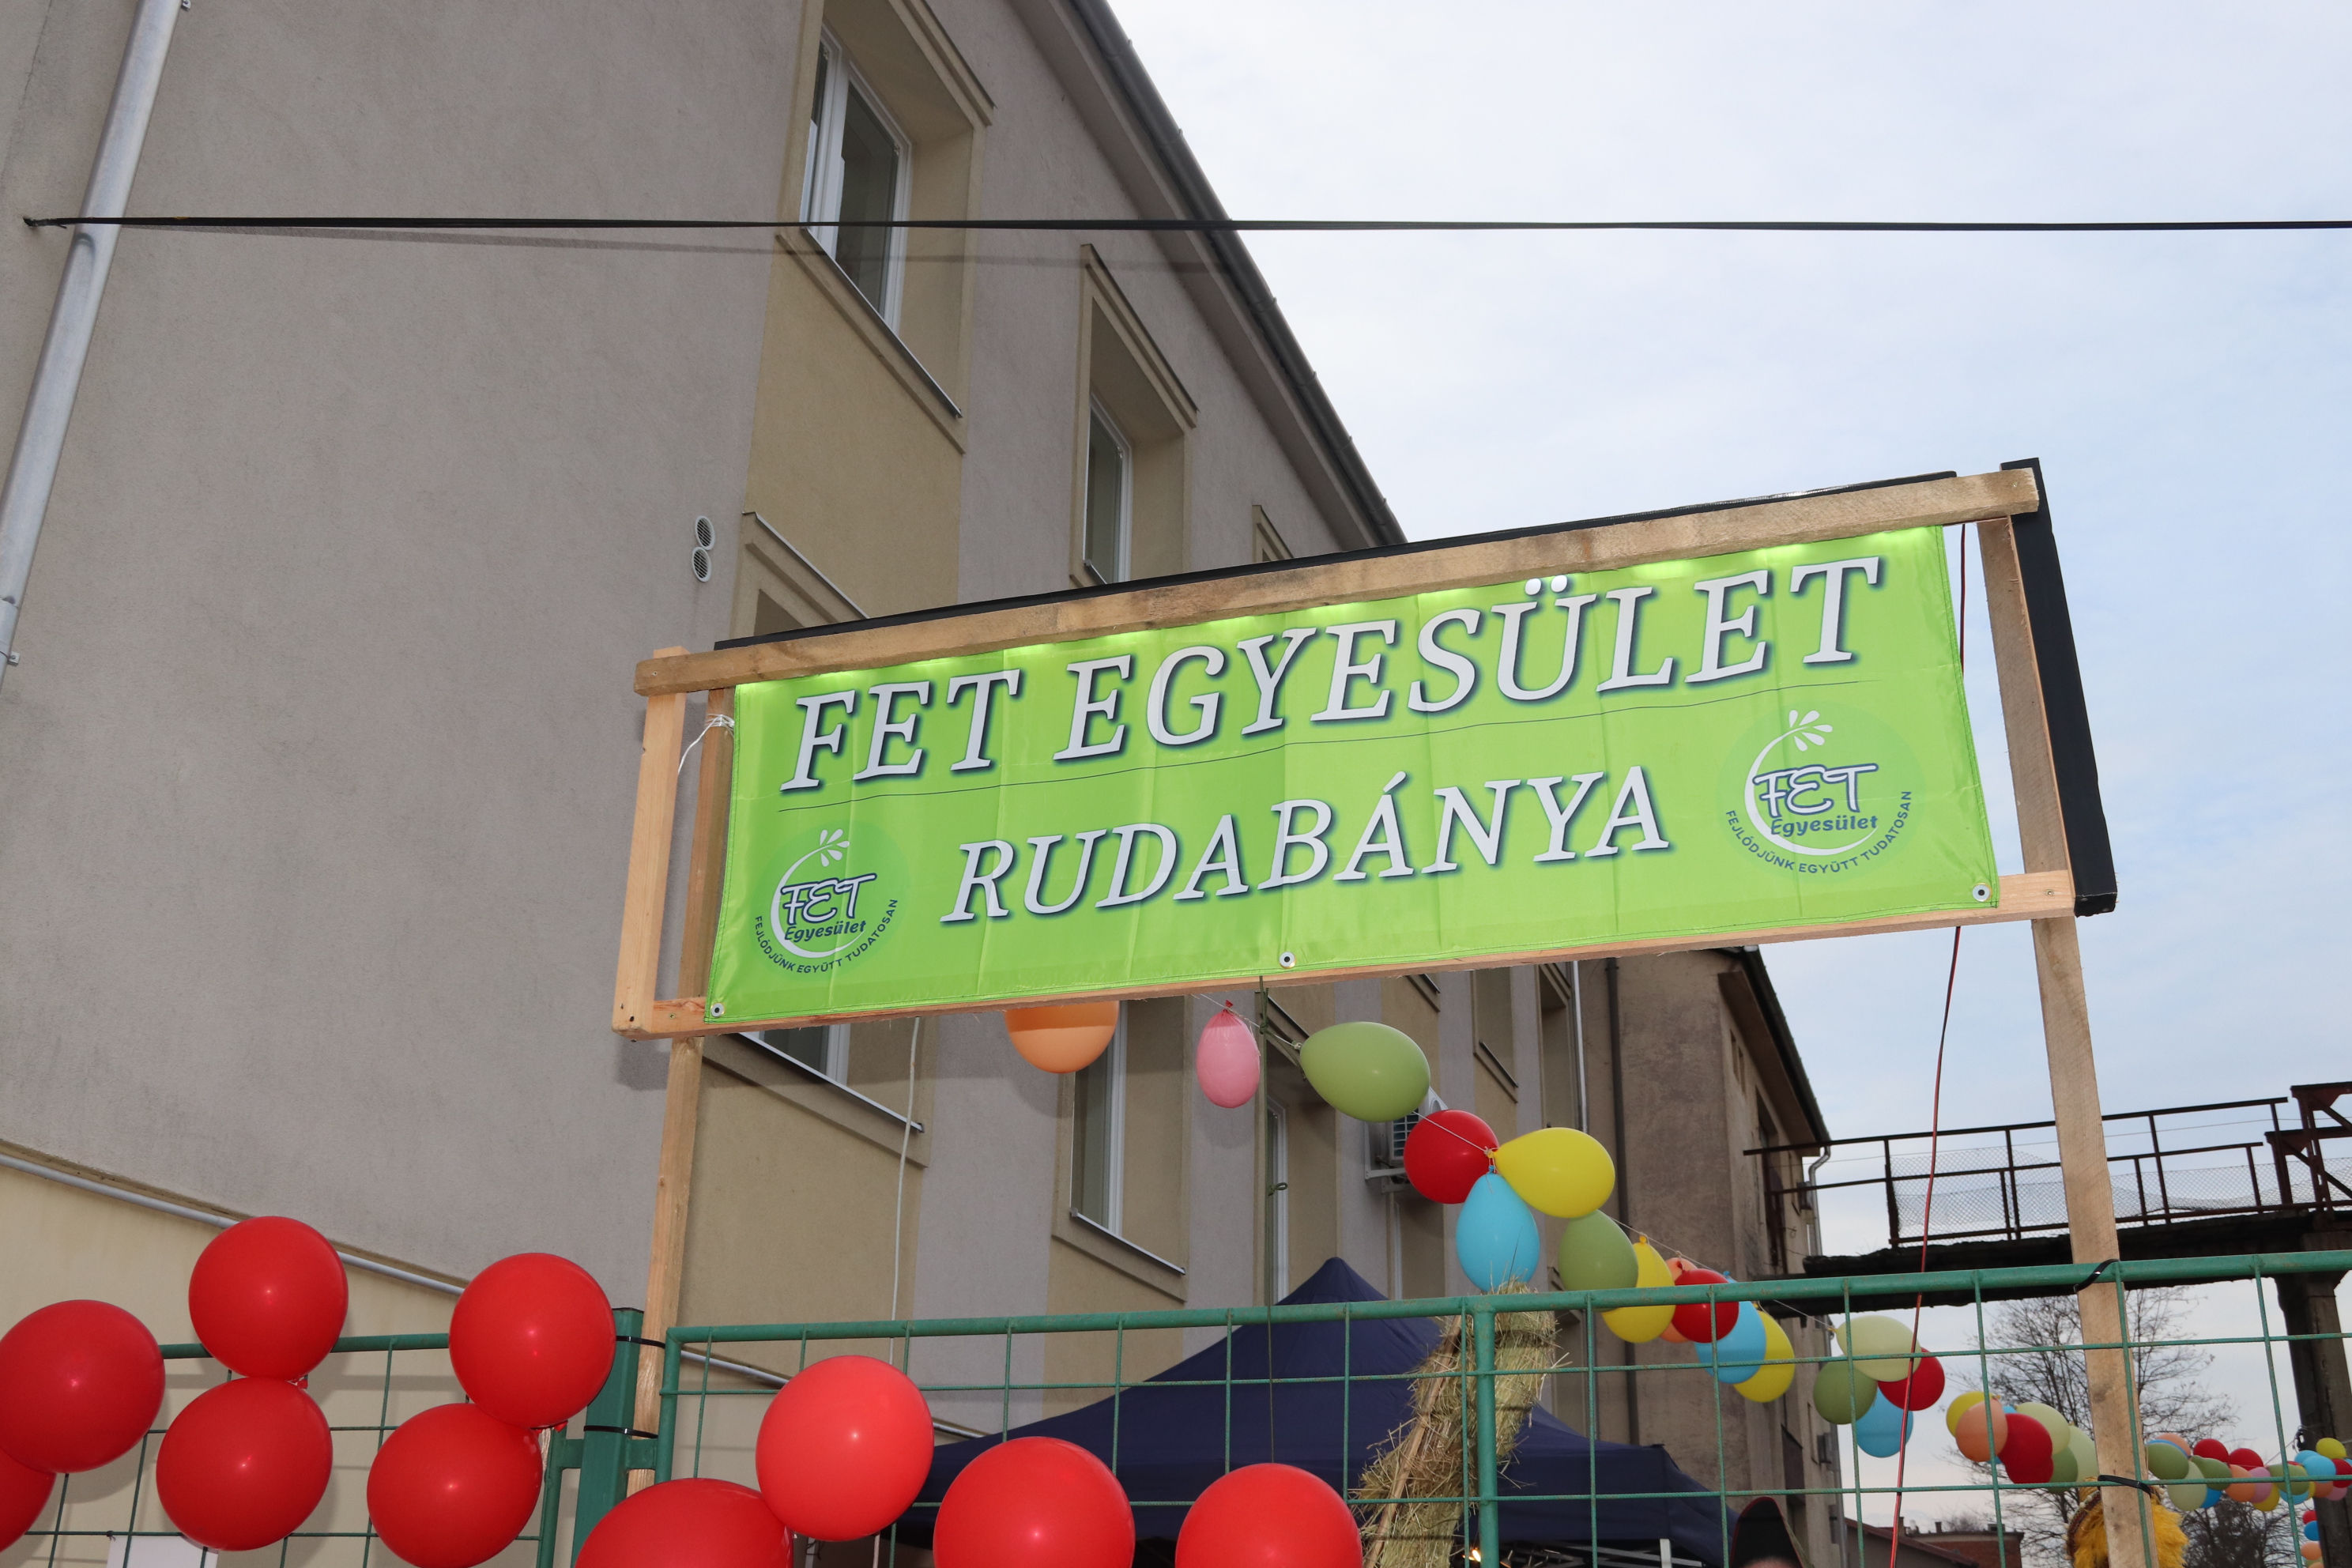 FET EGYESÜLET
RUDABÁNYA
FET
Egyesület
FEJLŐDJÜNK EGYÜTT TUDATOSAN
FET
Egyesület
FEJLŐDJÜNK EGYÜTT TUDATOSAN